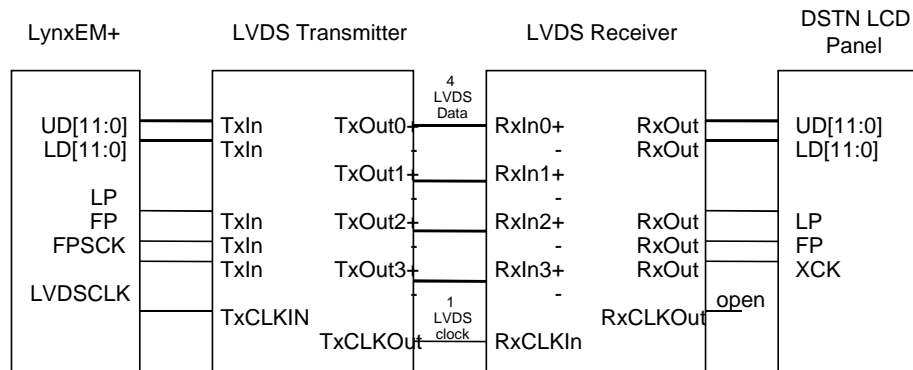 LynxEM+
LVDS Transmitter
LVDS Receiver
DSTN LCD
Panel
4
LVDS
Data
UD[11:0]
TxIn
TxOut0+
RxIn0+
RxOut
UD[11:0]
LD[11:0]
TxIn
-
-
RxOut
LD[11:0]
TxOut1+
RxIn1+
LP
-
-
FP
TxIn
TxOut2+
RxIn2+
RxOut
LP
FPSCK
TxIn
-
-
RxOut
FP
TxIn
TxOut3+
RxIn3+
RxOut
XCK
LVDSCLK
-
-
open
1
LVDS
clock
TxCLKIN
RxCLKOut
TxCLKOut
RxCLKIn